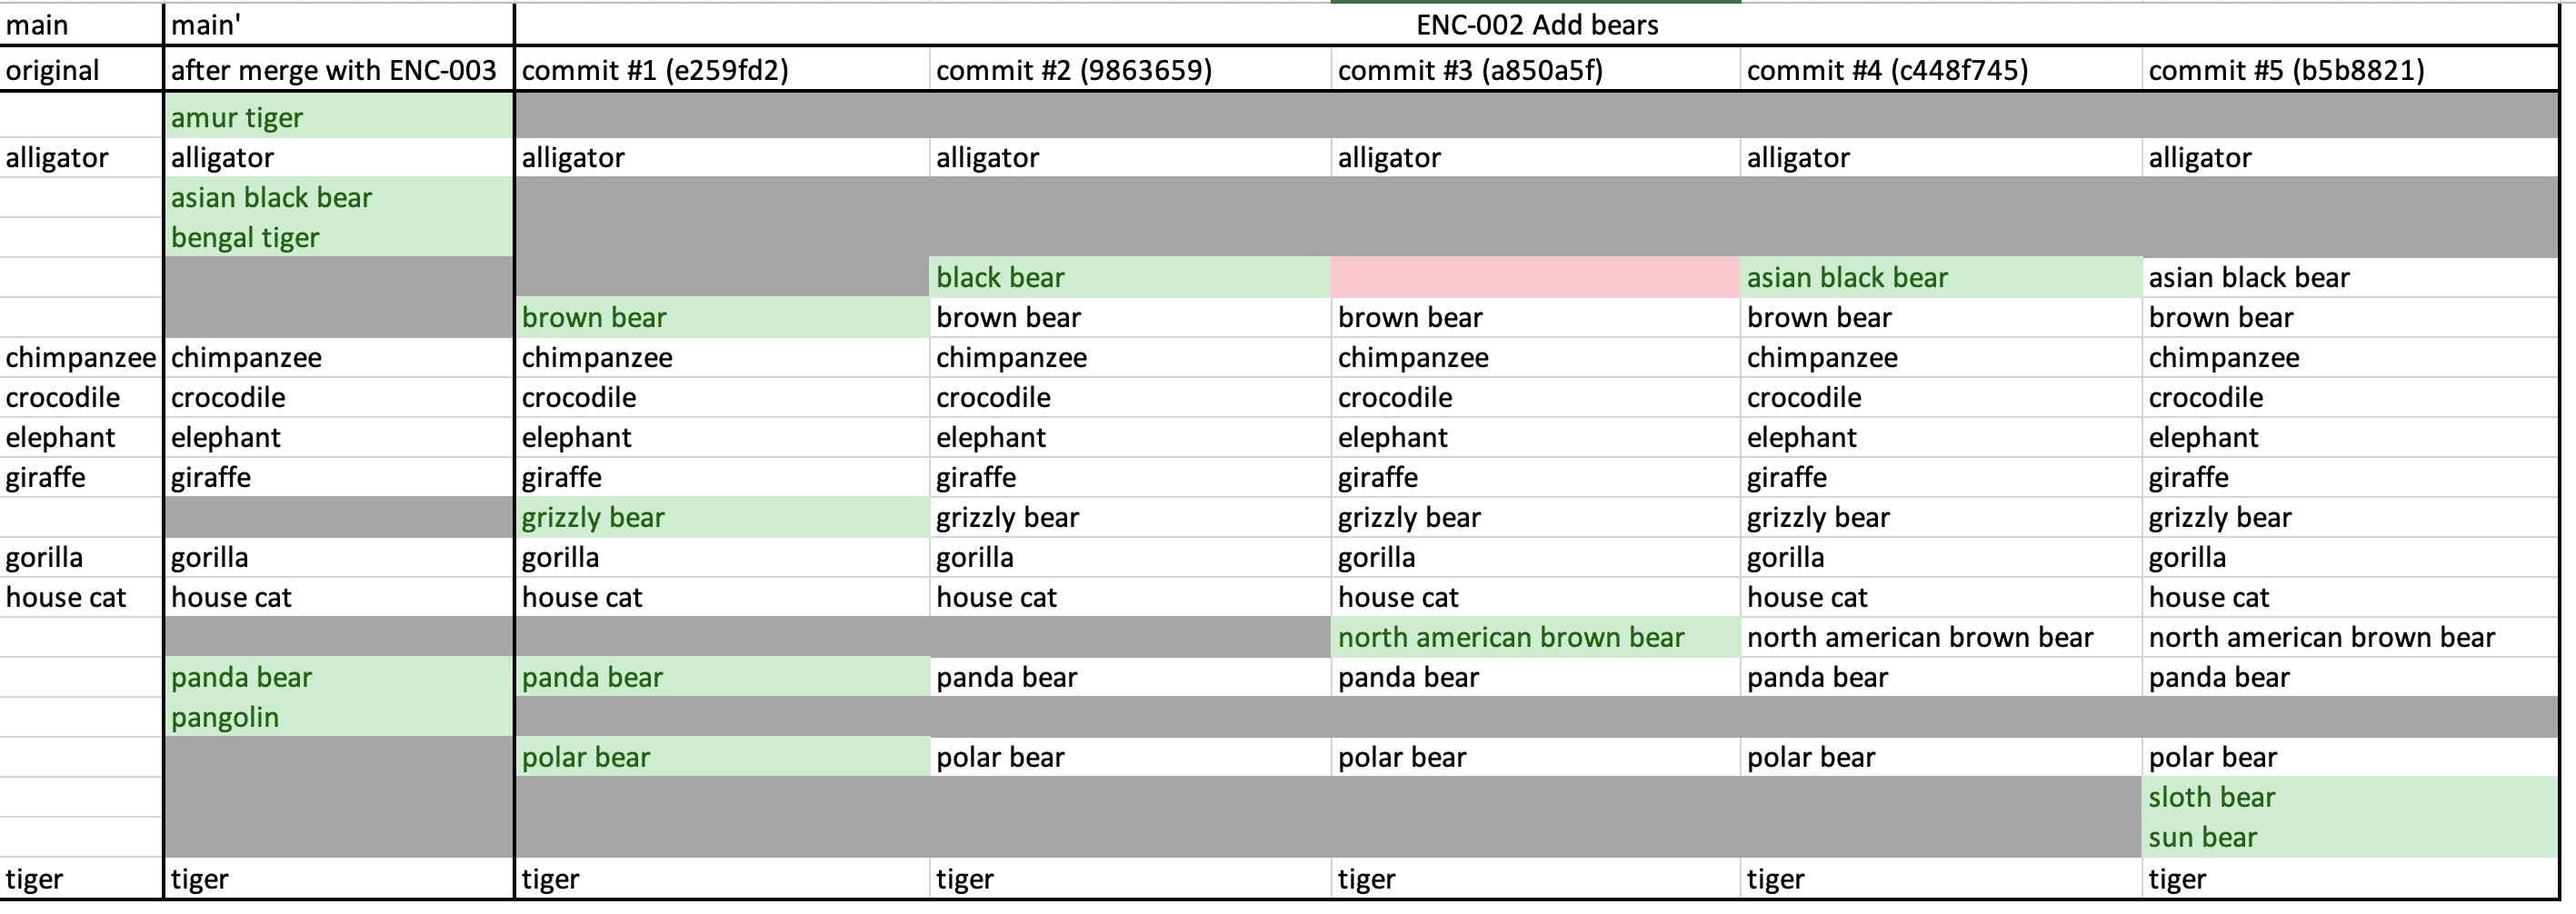 main main' ENC-002 Add bears
original after merge with ENC-003 commit #1 (e259fd2) commit #2 (9863659) commit #3 (a850a5f) commit #4 (c448f745) commit #5 (b5b8821)
amur tiger
alligator alligator alligator alligator alligator alligator alligator
asian black bear
bengal tiger
black bear asian black bear asian black bear
brown bear brown bear brown bear brown bear brown bear
chimpanzee chimpanzee chimpanzee chimpanzee chimpanzee chimpanzee chimpanzee
crocodile crocodile crocodile crocodile crocodile crocodile crocodile
elephant elephant elephant elephant elephant elephant elephant
giraffe giraffe giraffe giraffe giraffe giraffe giraffe
grizzly bear grizzly bear grizzly bear grizzly bear grizzly bear
gorilla gorilla gorilla gorilla gorilla gorilla gorilla
house cat house cat house cat house cat house cat house cat house cat
north american brown bear north american brown bear north american brown bear
panda bear panda bear panda bear panda bear panda bear panda bear
pangolin
polar bear polar bear polar bear polar bear polar bear
sloth bear
sun bear
tiger tiger tiger tiger tiger tiger tiger